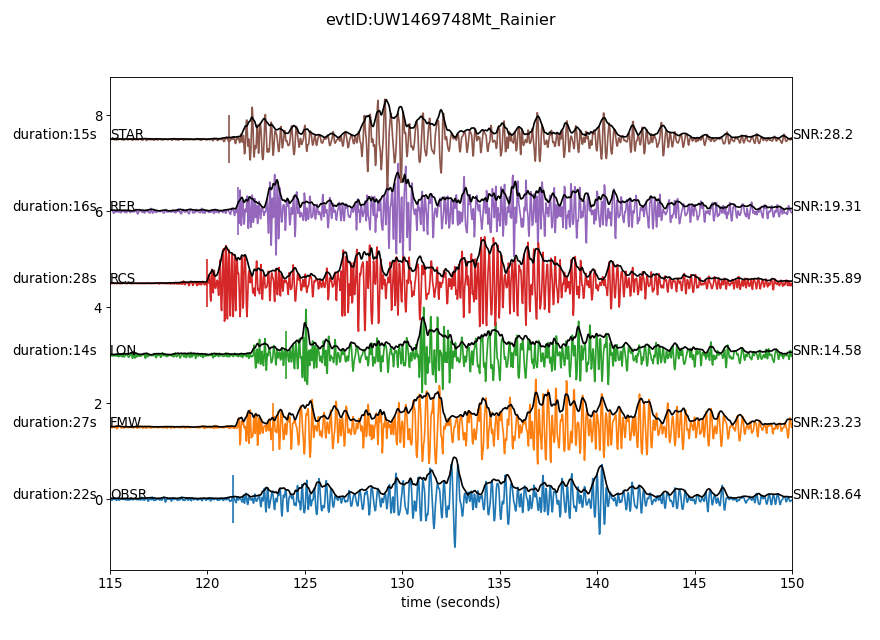 evtID:UW1469748Mt_Rainier
8
duration:15s STAR SNR:28.2
duration:16s RER SNR:19.31
6
duration:28s RCS SNR:35.89
4
duration:14s LON SNR:14.58
2
duration:27s FMW SNR:23.23
duration:22s OBSR SNR:18.64
0
115 120 125 130 135 140 145 150
time (seconds)